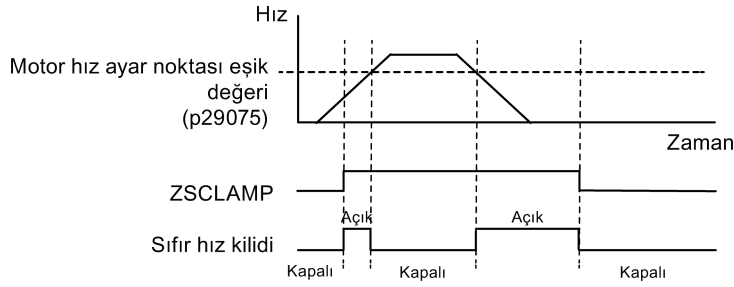 Hız
Motor hız ayar noktası eşik
değeri
(p29075)
Zaman
ZSCLAMP
Açık
Açık
Sıfır hız kilidi
Kapalı
Kapalı
Kapalı